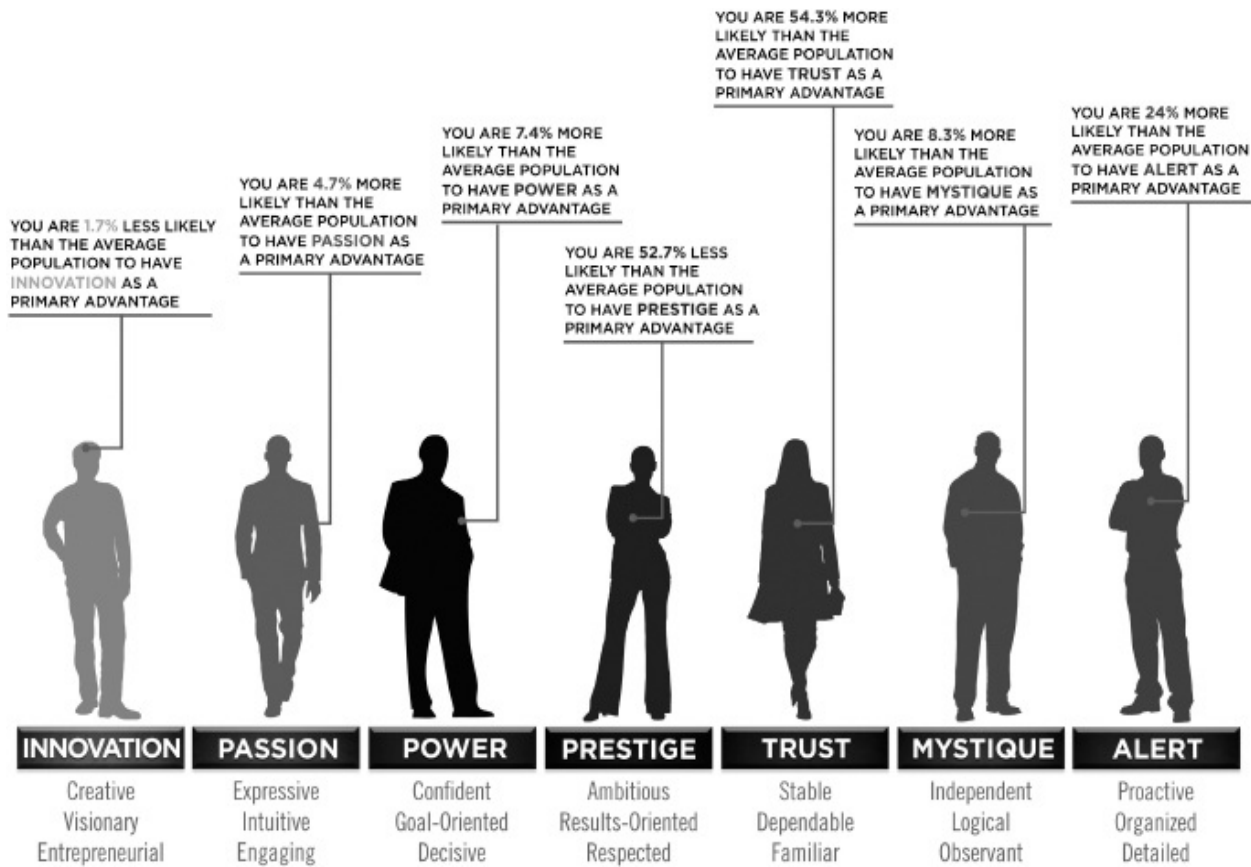 YOU ARE 1.7% LESS LIKELY
THAN THE AVERAGE
POPULATION TO HAVE
INNOVATION AS A
PRIMARY ADVANTAGE
YOU ARE 4.7% MORE
LIKELY THAN THE
AVERAGE POPULATION
TO HAVE PASSION AS
A PRIMARY ADVANTAGE
YOU ARE 7.4% MORE
LIKELY THAN THE
AVERAGE POPULATION
TO HAVE POWER AS A
PRIMARY ADVANTAGE
YOU ARE 52.7% LESS
LIKELY THAN THE
AVERAGE POPULATION
TO HAVE PRESTIGE AS A
PRIMARY ADVANTAGE
YOU ARE 54.3% MORE
LIKELY THAN THE
AVERAGE POPULATION
TO HAVE TRUST AS A
PRIMARY ADVANTAGE
YOU ARE 8.3% MORE
LIKELY THAN THE
AVERAGE POPULATION
TO HAVE MYSTIQUE AS
A PRIMARY ADVANTAGE
YOU ARE 24% MORE
LIKELY THAN THE
AVERAGE POPULATION
TO HAVE ALERT AS A
PRIMARY ADVANTAGE
INNOVATION
Creative
Visionary
Entrepreneurial
PASSION
Expressive
Intuitive
Engaging
POWER
Confident
Goal-Oriented
Decisive
PRESTIGE
Ambitious
Results-Oriented
Respected
TRUST
Stable
Dependable
Familiar
MYSTIQUE
Independent
Logical
Observant
ALERT
Proactive
Organized
Detailed